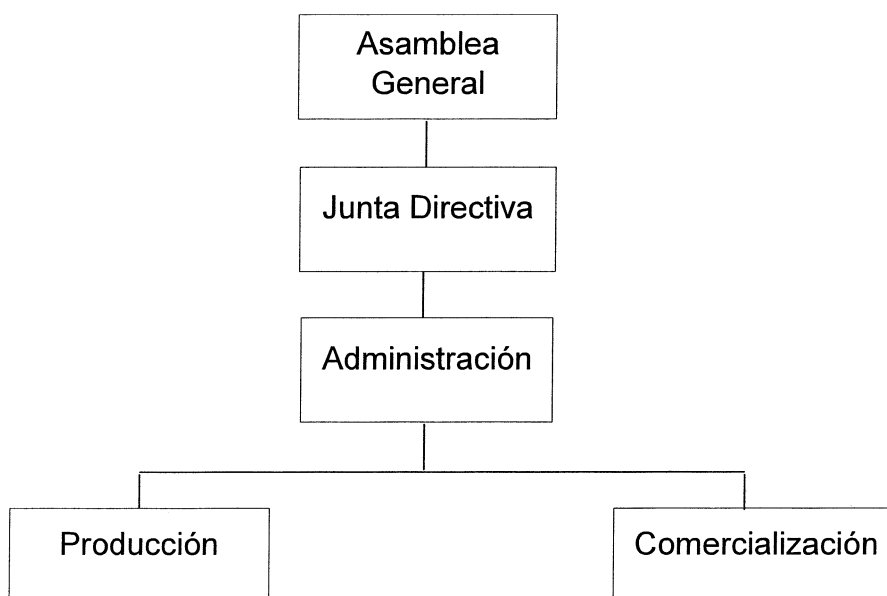 Asamblea
General
Junta Directiva
Administración
Producción
Comercialización